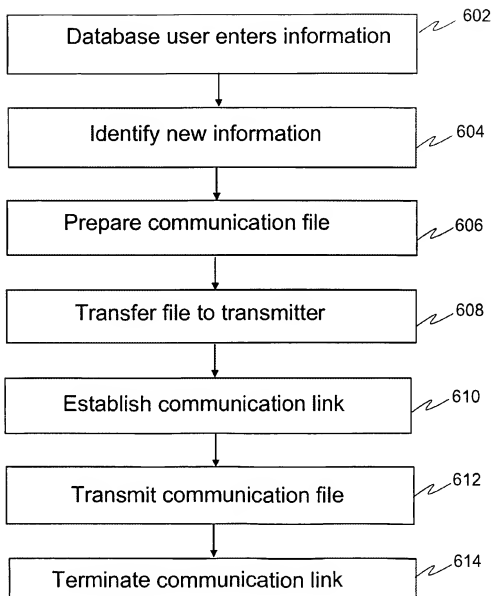 Database user enters information
602
Identify new information
604
Prepare communication file
606
Transfer file to transmitter
608
Establish communication link
610
Transmit communication file
612
Terminate communication link
614